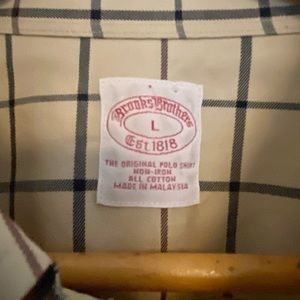 Brooks Brothers
L
Est. 1818
THE ORIGINAL POLO SHIRT
NON-IRON
ALL COTTON
MADE IN MALAYSIA